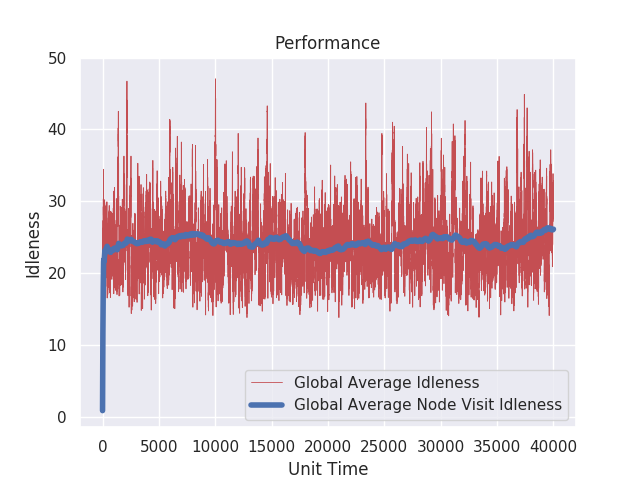 Performance
50
40
30
20
10
0
Idleness
0 5000 10000 15000 20000 25000 30000 35000 40000
Unit Time
Global Average Idleness
Global Average Node Visit Idleness